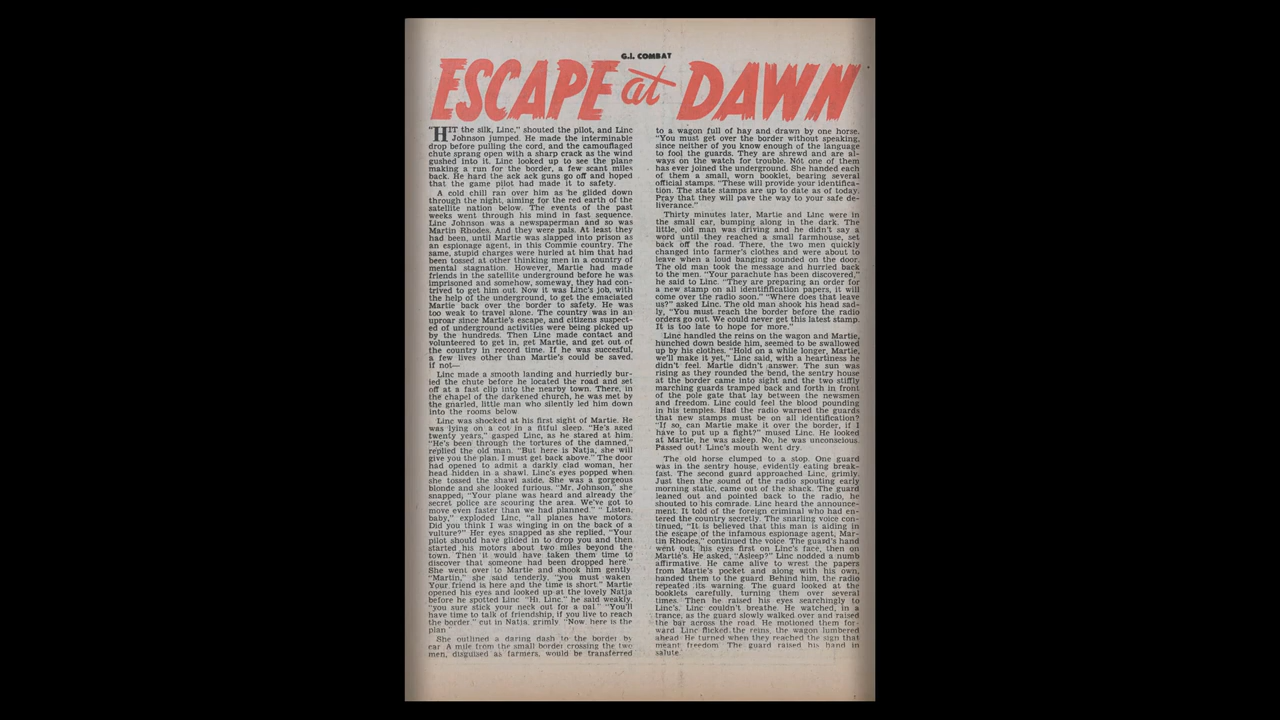 G.I. COMBAT
ESCAPE at DAWN
"HIT the silk, Linc," shouted the pilot, and Linc
Johnson jumped. He made the interminable
drop before pulling the cord, and the camouflaged
chute sprang open with a sharp crack as the wind
gushed into it. Linc looked up to see the plane
making a run for the border, a few scant miles
back. He hard the ack ack guns go off and hoped
that the game pilot had made it to safety.
A cold chill ran over him as he glided down
through the night, aiming for the red earth of the
satellite nation below. The events of the past
weeks went through his mind in fast sequence.
Linc Johnson was a newspaperman and so was
Martin Rhodes. And they were pals. At least they
had been, until Martie was slapped into prison as
an espionage agent, in this Commie country. The
same, stupid charges were hurled at him that had
been tossed at other thinking men in a country of
mental stagnation. However, Martie had made
friends in the satellite underground before he was
imprisoned and somehow, someway, they had con-
trived to get him out. Now it was Linc's job, with
the help of the underground, to get the emaciated
Martie back over the border to safety. He was
too weak to travel alone. The country was in an
uproar since Martie's escape, and citizens suspect-
ed of underground activities were being picked up
by the hundreds. Then Linc made contact and
volunteered to get in, get Martie, and get out of
the country in record time. If he was succesful,
a few lives other than Martie's could be saved.
if not—
Linc made a smooth landing and hurriedly bur-
ied the chute before he located the road and set
off at a fast clip into the nearby town. There, in
the chapel of the darkened church, he was met by
the gnarled, little man who silently led him down
into the rooms below
Linc was shocked at his first sight of Martie. He
was lying on a cot in a fitful sleep. "He's aged
twenty years," gasped Linc, as he stared at him.
"He's been through the tortures of the damned,"
replied the old man. "But here is Natja, she will
give you the plan. I must get back above." The door
had opened to admit a darkly clad woman, her
head hidden in a shawl. Linc's eyes popped when
she tossed the shawl aside. She was a gorgeous
blonde and she looked furious. "Mr. Johnson," she
snapped; "Your plane was heard and already the
secret police are scouring the area. We've got to
move even faster than we had planned." " Listen,
baby," exploded Linc, "all planes have motors.
Did you think I was winging in on the back of a
vulture?" Her eyes snapped as she replied, "Your
pilot should have glided in to drop you and then
started his motors about two miles beyond the
town. Then it would have taken them time to
discover that someone had been dropped here."
She went over to Martie and shook him gently
"Martin," she said tenderly, "you must waken
Your friend is here and the time is short." Martie
opened his eyes and looked up at the lovely Natja
before he spotted Linc "Hi, Linc," he said weakly.
"you sure stick your neck out for a pal." "You'll
have time to talk of friendship, if you live to reach
the border." cut in Natja, grimly "Now, here is the
plan"
She outlined a daring dash to the border by
car. A mile from the small border crossing the two
men, disguised as farmers, would be transferred
to a wagon full of hay and drawn by one horse.
"You must get over the border without speaking,
since neither of you know enough of the language
to fool the guards. They are shrewd and are al-
ways on the watch for trouble. Not one of them
has ever joined the underground. She handed each
of them a small, worn booklet, bearing several
official stamps. "These will provide your identifica-
tion. The state stamps are up to date as of today.
Pray that they will pave the way to your safe de-
liverance."
Thirty minutes later, Martie and Linc were in
the small car, bumping along in the dark. The
little, old man was driving and he didn't say a
word until they reached a small farmhouse, set
back off the road. There, the two men quickly
changed into farmer's clothes and were about to
leave when a loud banging sounded on the door.
The old man took the message and hurried back
to the men. "Your parachute has been discovered,"
he said to Linc. "They are preparing an order for
a new stamp on all identifification papers, it will
come over the radio soon." "Where does that leave
us?" asked Linc. The old man shook his head sad-
ly, "You must reach the border before the radio
orders go out. We could never get this latest stamp.
It is too late to hope for more."
Linc handled the reins on the wagon and Martie,
hunched down beside him, seemed to be swallowed
up by his clothes. "Hold on a while longer, Martie,
we'll make it yet," Linc said, with a heartiness he
didn't feel. Martie didn't answer. The sun was
rising as they rounded the bend, the sentry house
at the border came into sight and the two stiffly
marching guards tramped back and forth in front
of the pole gate that lay between the newsmen
and freedom. Linc could feel the blood pounding
in his temples. Had the radio warned the guards
that new stamps must be on all identification?
"If so, can Martie make it over the border, if I
have to put up a fight?" mused Linc. He looked
at Martie, he was asleep. No, he was unconscious.
Passed out! Linc's mouth went dry.
The old horse clumped to a stop. One guard
was in the sentry house, evidently eating break-
fast. The second guard approached Linc, grimly.
Just then the sound of the radio spouting early
morning static, came out of the shack. The guard
leaned out and pointed back to the radio, he
shouted to his comrade. Linc heard the announce-
ment. It told of the foreign criminal who had en-
tered the country secretly. The snarling voice con-
tinued, "It is believed that this man is aiding in
the escape of the infamous espionage agent, Mar-
tin Rhodes," continued the voice. The guard's hand
went out, his eyes first on Linc's face, then on
Martie's. He asked, "Asleep?" Linc nodded a numb
affirmative. He came alive to wrest the papers
from Martie's pocket and along with his own,
handed them to the guard. Behind him, the radio
repeated its warning. The guard looked at the
booklets carefully, turning them over several
times. Then he raised his eyes searchingly to
Linc's. Linc couldn't breathe. He watched, in a
trance, as the guard slowly walked over and raised
the bar across the road. He motioned them for-
ward. Linc flicked the reins, the wagon lumbered
ahead. He turned when they reached the sign that
meant freedom. The guard raised his hand in
salute.